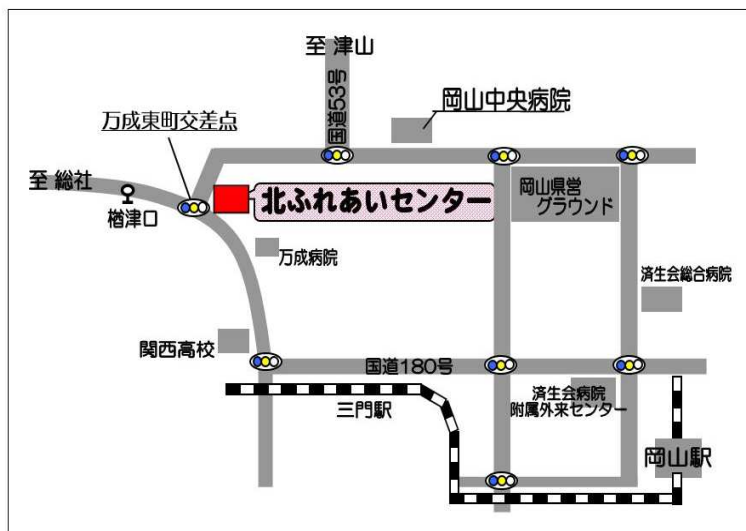 至 津山
国道53号
岡山中央病院
万成東町交差点
至 総社
楢津口
北ふれあいセンター
岡山県営
グラウンド
万成病院
済生会総合病院
関西高校
国道180号
済生会病院
附属外来センター
三門駅
岡山駅